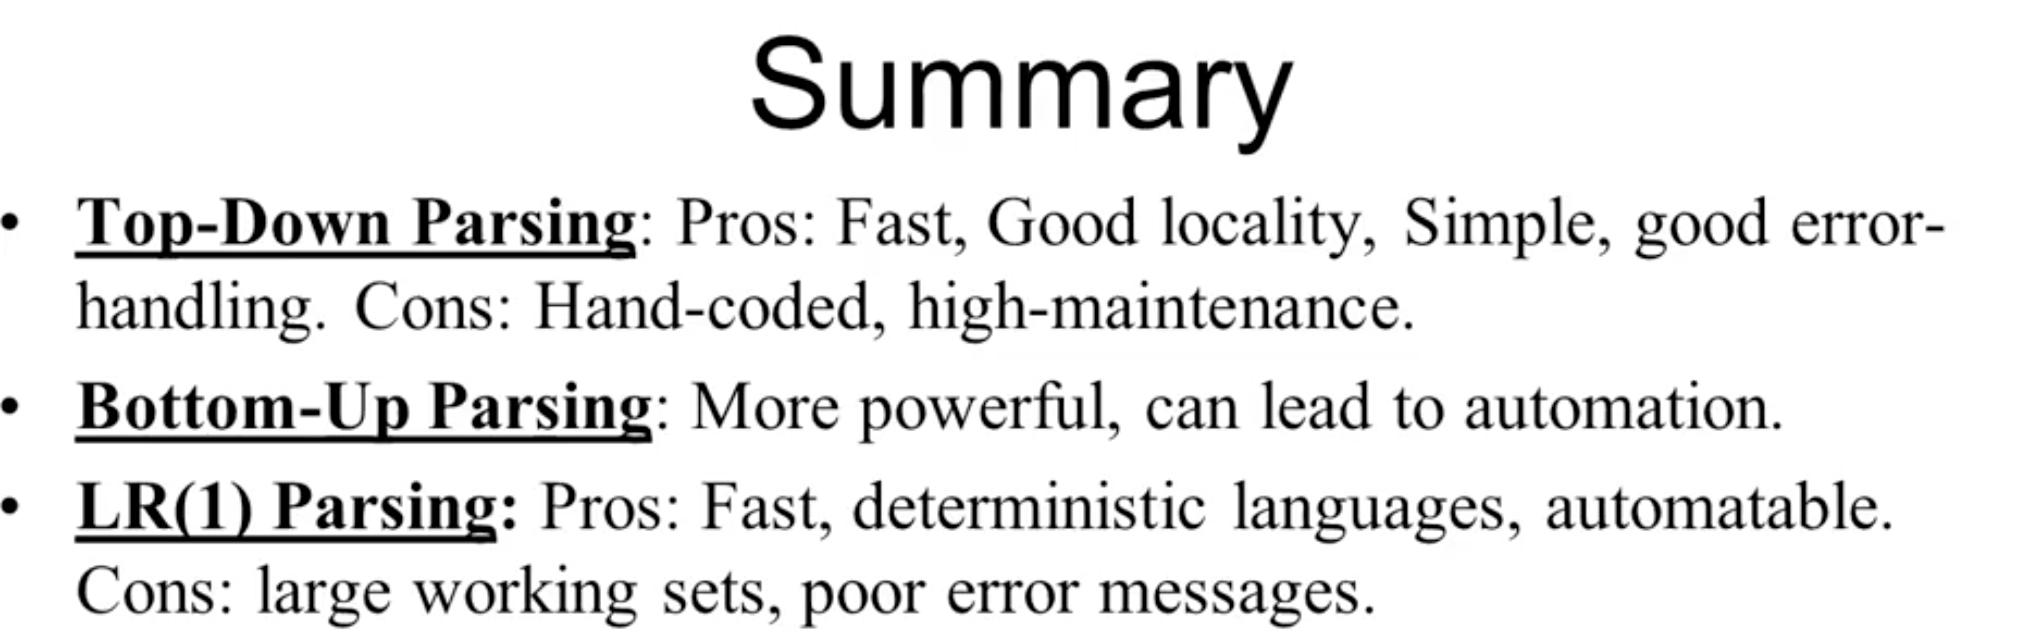 Summary
• Top-Down Parsing: Pros: Fast, Good locality, Simple, good error-
handling. Cons: Hand-coded, high-maintenance.
• Bottom-Up Parsing: More powerful, can lead to automation.
• LR(1) Parsing: Pros: Fast, deterministic languages, automatable.
Cons: large working sets, poor error messages.